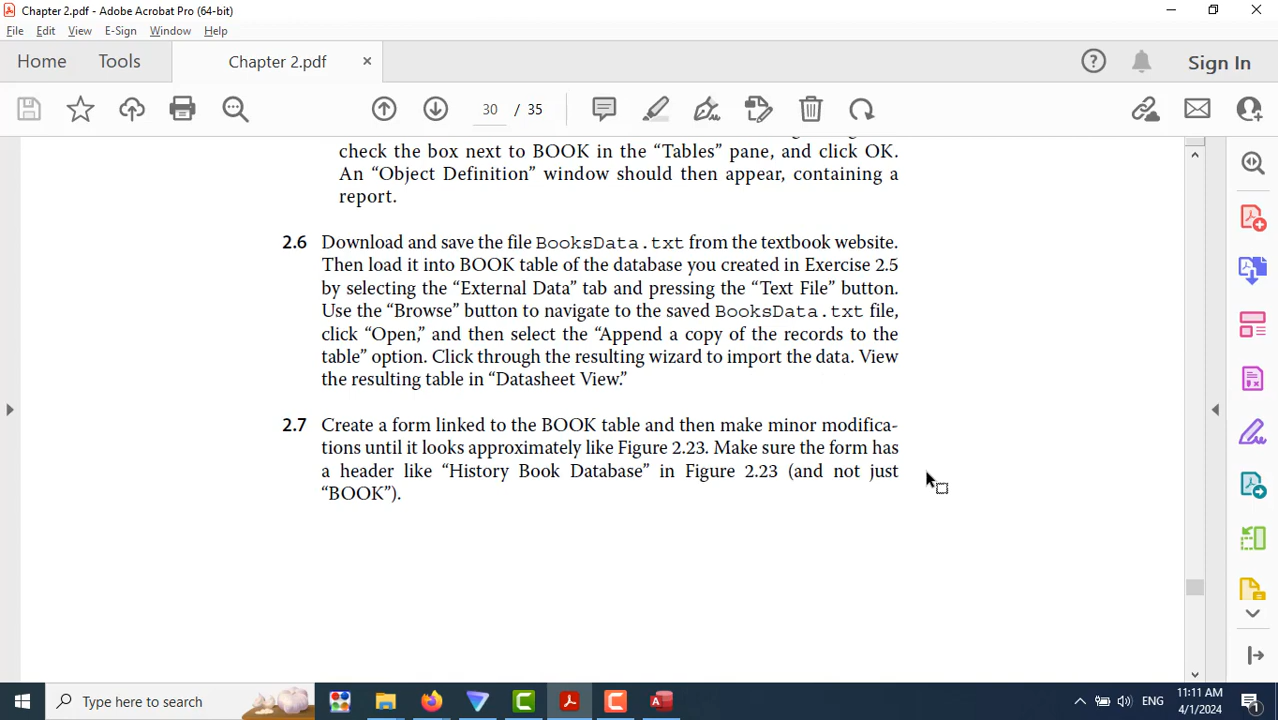 Chapter 2.pdf - Adobe Acrobat Pro (64-bit)
File Edit View E-Sign Window Help
Home Tools Chapter 2.pdf × Sign In
30 / 35
check the box next to BOOK in the “Tables” pane, and click OK.
An “Object Definition” window should then appear, containing a
report.
2.6 Download and save the file BooksData.txt from the textbook website.
Then load it into BOOK table of the database you created in Exercise 2.5
by selecting the “External Data” tab and pressing the “Text File” button.
Use the “Browse” button to navigate to the saved BooksData.txt file,
click “Open,” and then select the “Append a copy of the records to the
table” option. Click through the resulting wizard to import the data. View
the resulting table in “Datasheet View.”
2.7 Create a form linked to the BOOK table and then make minor modifica-
tions until it looks approximately like Figure 2.23. Make sure the form has
a header like “History Book Database” in Figure 2.23 (and not just
“BOOK”).
Type here to search
ENG
11:11 AM
4/1/2024
1